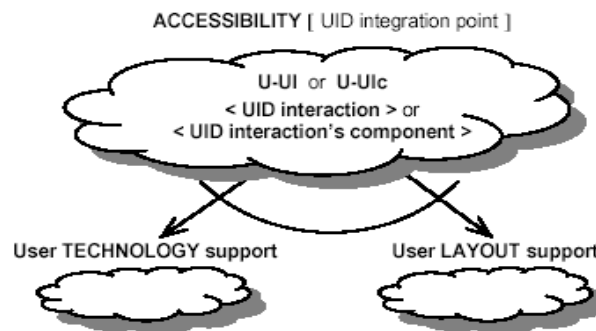 ACCESSIBILITY [ UID integration point ]
U-UI or U-UIc
< UID interaction > or
< UID interaction's component >
User TECHNOLOGY support
User LAYOUT support